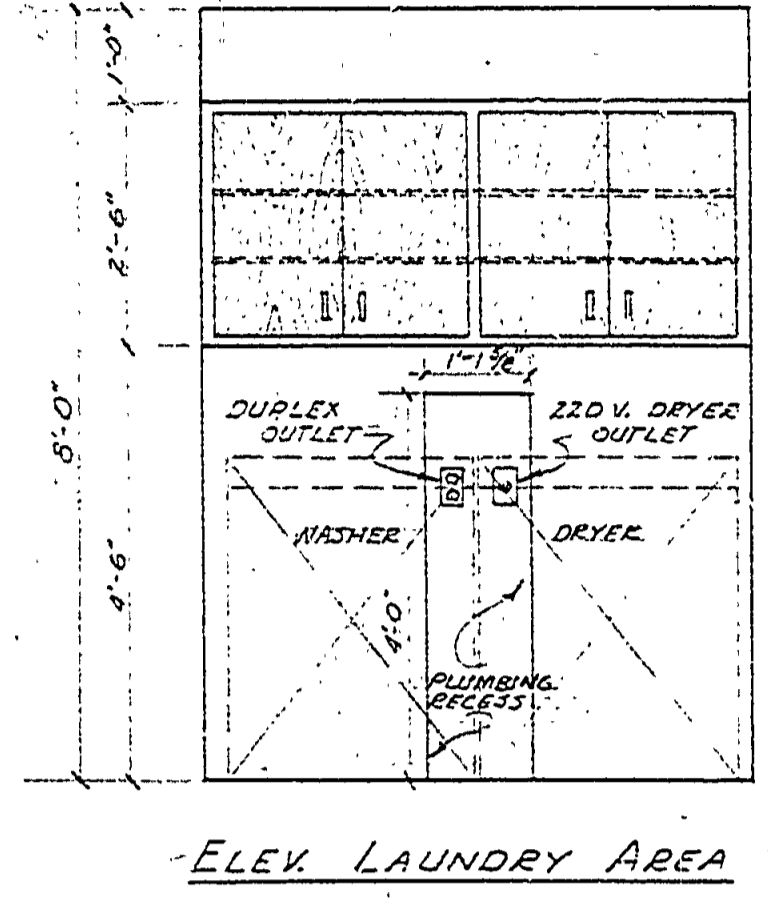 1'-0"
2'-6"
8'-0"
4'-6"
1'-1 5/8"
DUPLEX
OUTLET
220 V. DRYER
OUTLET
WASHER
DRYER
4'-0"
PLUMBING
RECESS
ELEV. LAUNDRY AREA